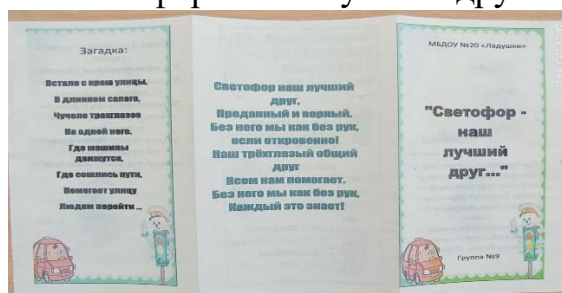 Загадка:
Встало с краю улицы,
В длинном сапоге,
Чучело трехглазое
На одной ноге.
Где машины
движутся,
Где сошлись пути,
Помогает улицу
Людям перейти ...
Светофор наш лучший
друг,
Преданный и верный.
Без него мы как без рук,
если откровенно!
Наш трёхглазый общий
друг
Всем нам помогает.
Без него мы как без рук,
Каждый это знает!
МБДОУ №20 «Ладушки»
"Светофор -
наш
лучший
друг..."
Группа №9